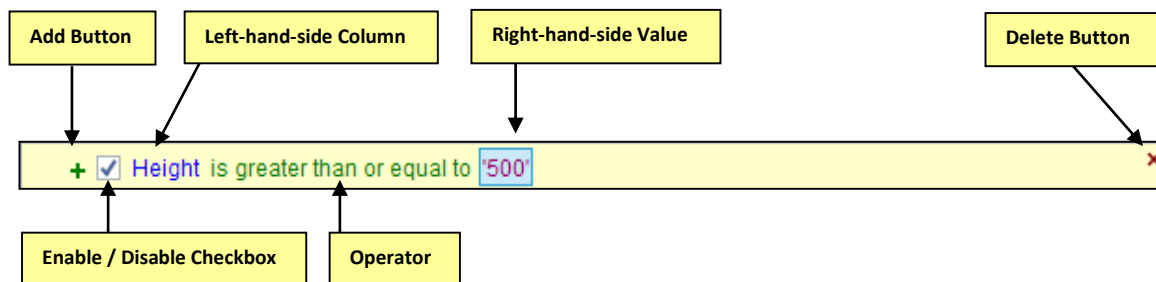 Add Button
Left-hand-side Column
Right-hand-side Value
Delete Button
+ Height is greater than or equal to '500' ×
Enable / Disable Checkbox
Operator